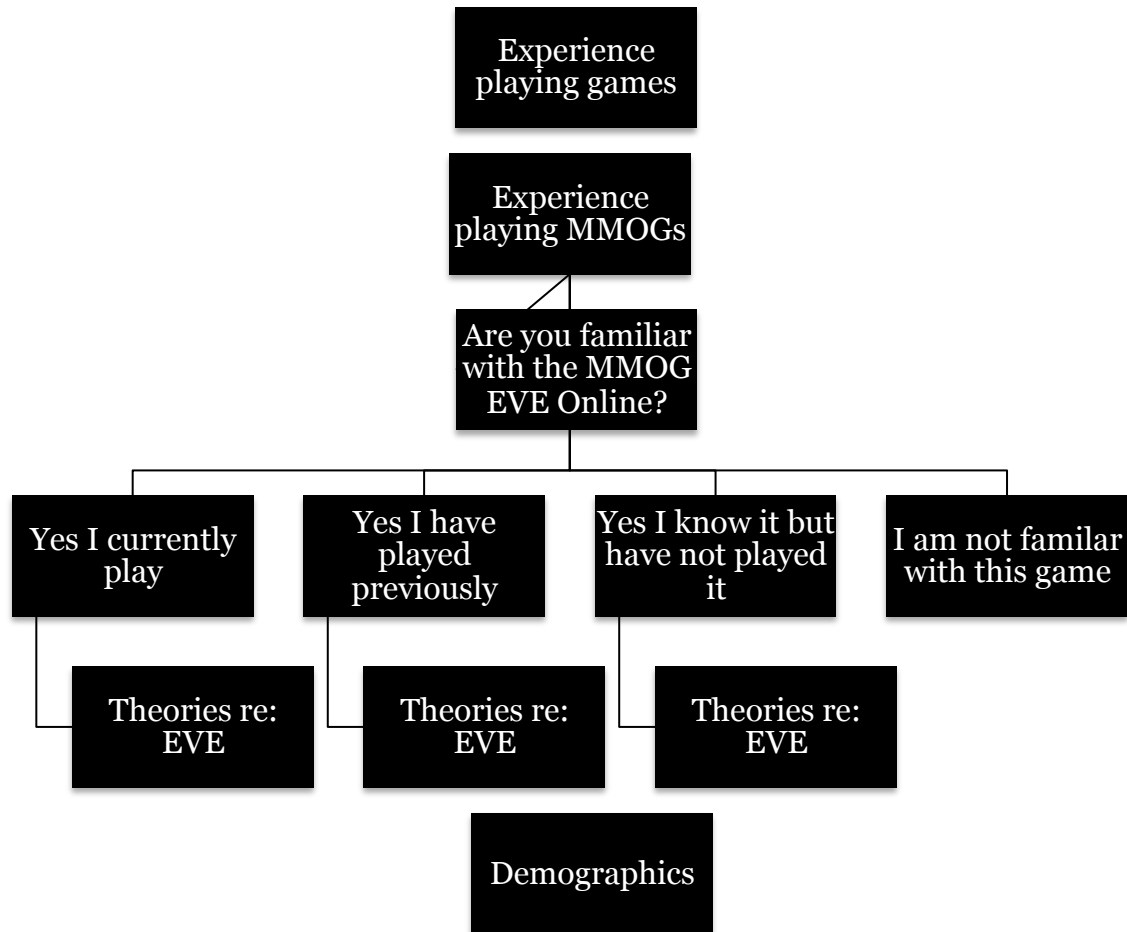 Experience
playing games
Experience
playing MMOGs
Are you familiar
with the MMOG
EVE Online?
Yes I currently
play
Yes I have
played
previously
Yes I know it but
have not played
it
I am not familar
with this game
Theories re:
EVE
Theories re:
EVE
Theories re:
EVE
Demographics